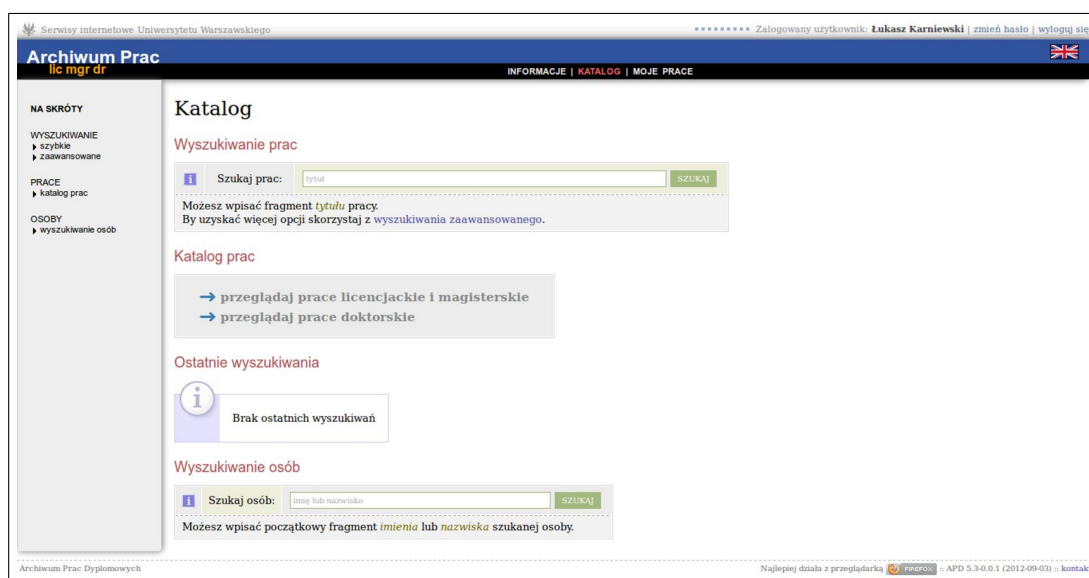 Serwisy internetowe Uniwersytetu Warszawskiego
Zalogowany użytkownik: Łukasz Karniewski | zmień hasło | wyloguj się
Archiwum Prac
lic mgr dr
INFORMACJE | KATALOG | MOJE PRACE
NA SKRÓTY
WYSZUKIWANIE
szybkie
zaawansowane
PRACE
katalog prac
OSOBY
wyszukiwanie osób
Katalog
Wyszukiwanie prac
i Szukaj prac: tytuł SZUKAJ
Możesz wpisać fragment tytułu pracy.
By uzyskać więcej opcji skorzystaj z wyszukiwania zaawansowanego.
Katalog prac
→ przeglądaj prace licencjackie i magisterskie
→ przeglądaj prace doktorskie
Ostatnie wyszukiwania
i
Brak ostatnich wyszukiwań
Wyszukiwanie osób
i Szukaj osób: imię lub nazwisko SZUKAJ
Możesz wpisać początkowy fragment imienia lub nazwiska szukanej osoby.
Archiwum Prac Dyplomowych
Najlepiej działa z przeglądarką FIREFOX :: APD 5.3-0.0.1 (2012-09-03) :: kontak